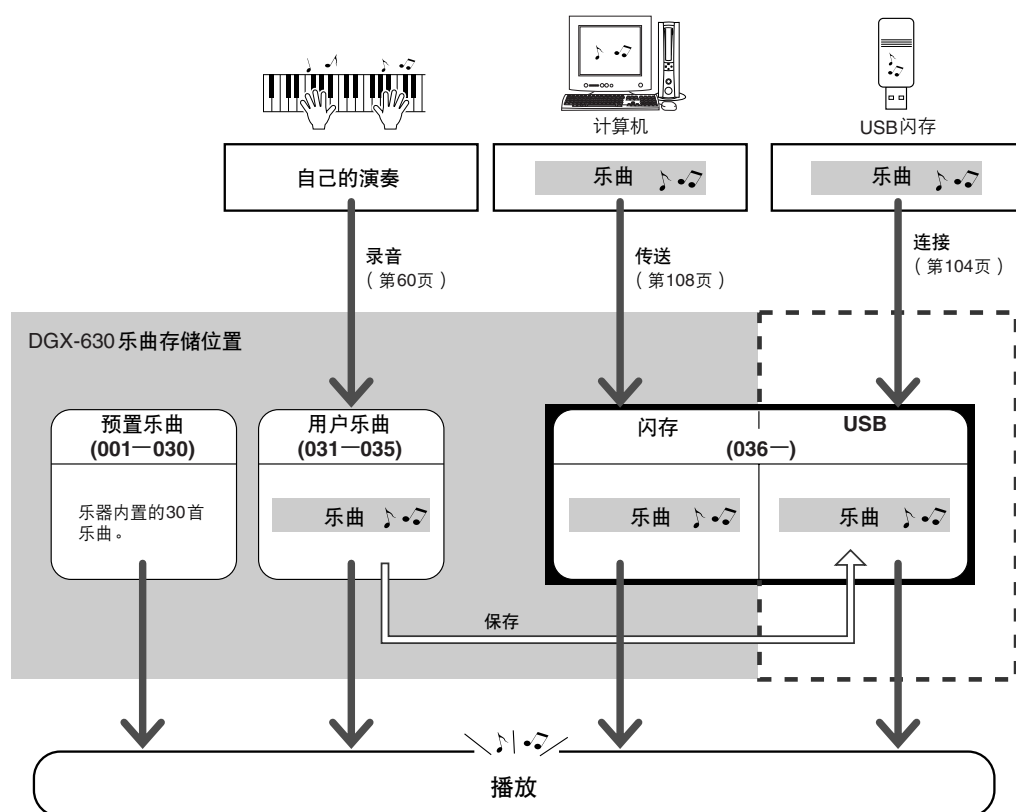 计算机
USB闪存
自己的演奏
乐曲
乐曲
录音
（第60页）
传送
（第108页）
连接
（第104页）
DGX-630乐曲存储位置
预置乐曲
(001—030)
用户乐曲
(031—035)
闪存
USB
(036—)
乐器内置的30首
乐曲。
乐曲
乐曲
乐曲
保存
播放